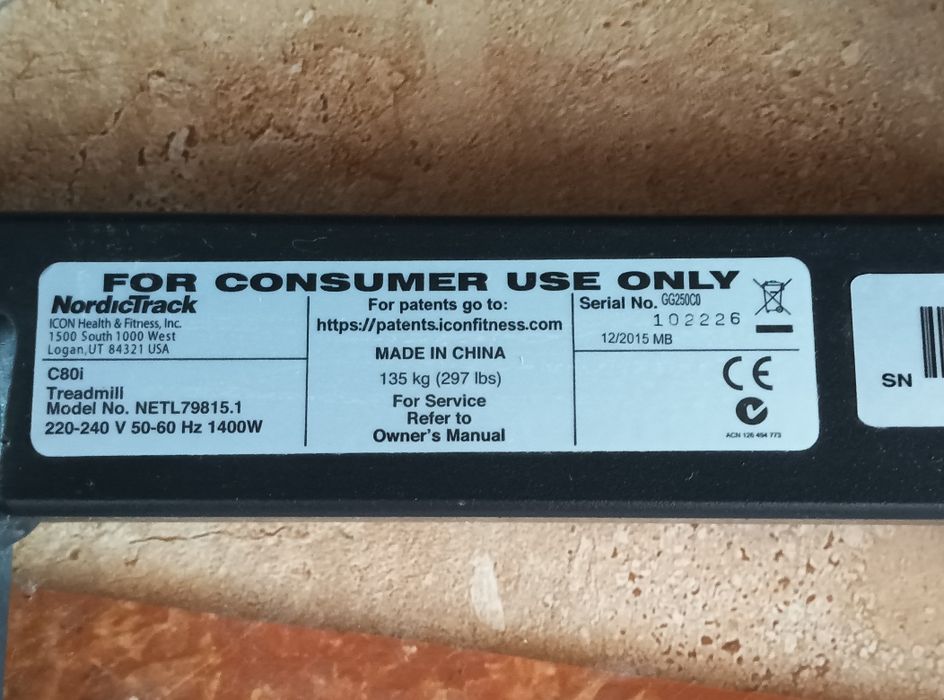 FOR CONSUMER USE ONLY
NordicTrack
ICON Health & Fitness, Inc.
1500 South 1000 West
Logan, UT 84321 USA
C80i
Treadmill
Model No. NETL79815.1
220-240 V 50-60 Hz 1400W
For patents go to:
https://patents.iconfitness.com
MADE IN CHINA
135 kg (297 lbs)
For Service
Refer to
Owner's Manual
Serial No. GG250C0
102226
12/2015 MB
CE
ACN 126 494 773
SN